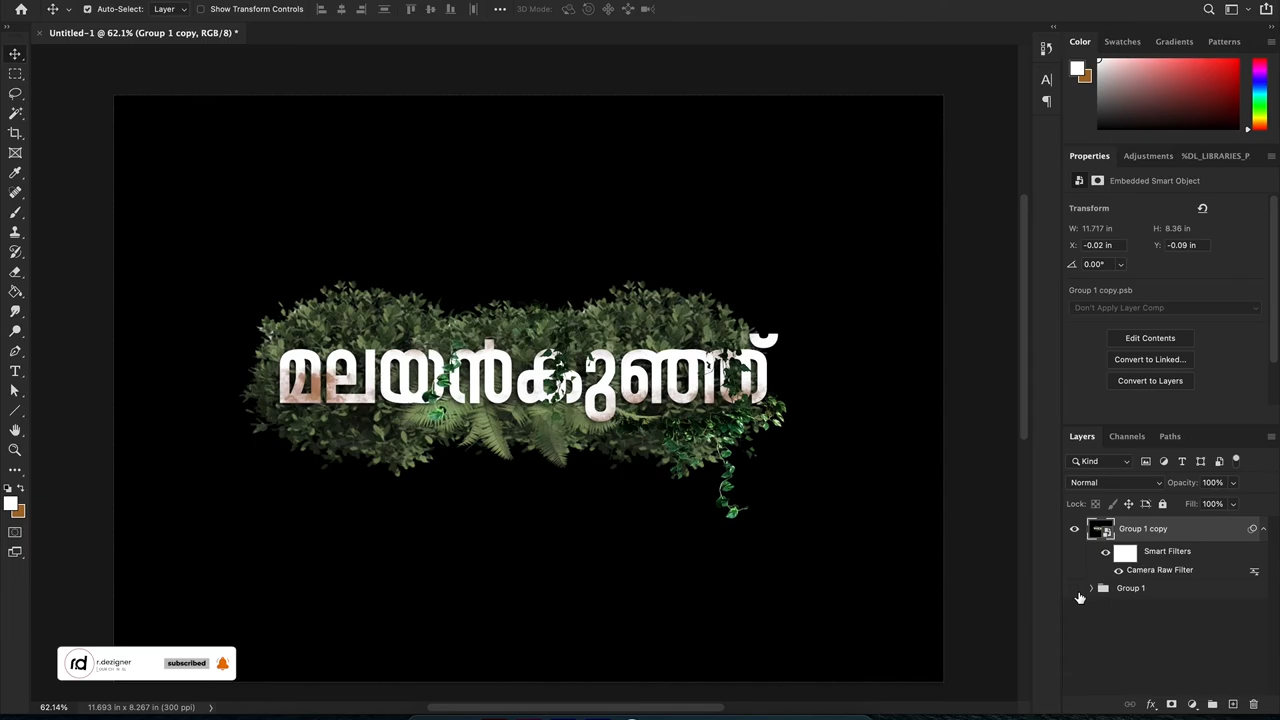 Auto-Select: Layer Show Transform Controls 3D Mode:
Untitled-1 @ 62.1% (Group 1 copy, RGB/8) *
Color Swatches Gradients Patterns
Properties Adjustments %DL_LIBRARIES_P
Embedded Smart Object
Transform
W: 11.717 in H: 8.36 in
X: -0.02 in Y: -0.09 in
0.00°
Group 1 copy.psb
Don't Apply Layer Comp
Edit Contents
Convert to Linked...
Convert to Layers
മലയൻകുഞ്ഞ്
Layers Channels Paths
Kind
Normal Opacity: 100%
Lock: Fill: 100%
Group 1 copy
Smart Filters
Camera Raw Filter
Group 1
rd r.dezigner subscribed
62.14% 11.693 in x 8.267 in (300 ppi)